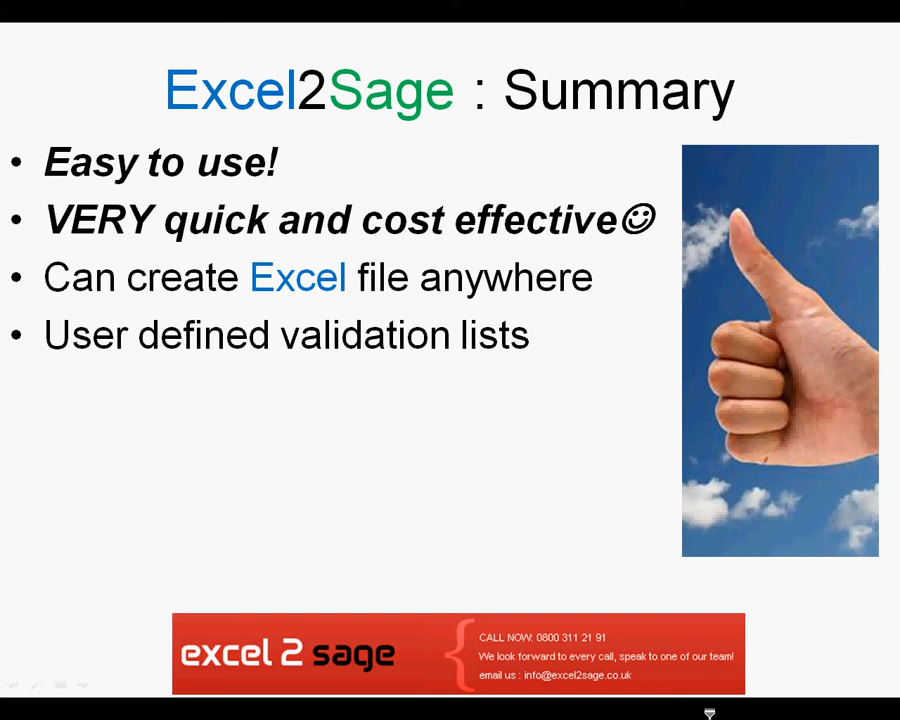 Excel2Sage : Summary
• Easy to use!
• VERY quick and cost effective☺
• Can create Excel file anywhere
• User defined validation lists
excel 2 sage
CALL NOW: 0800 311 21 91
We look forward to every call, speak to one of our team!
email us : info@excel2sage.co.uk